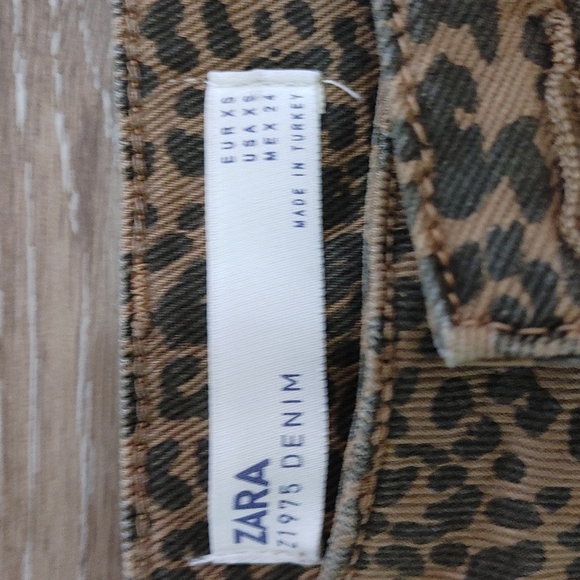 ZARA
Z1975 DENIM
EUR XS
USA XS
MEX 24
MADE IN TURKEY